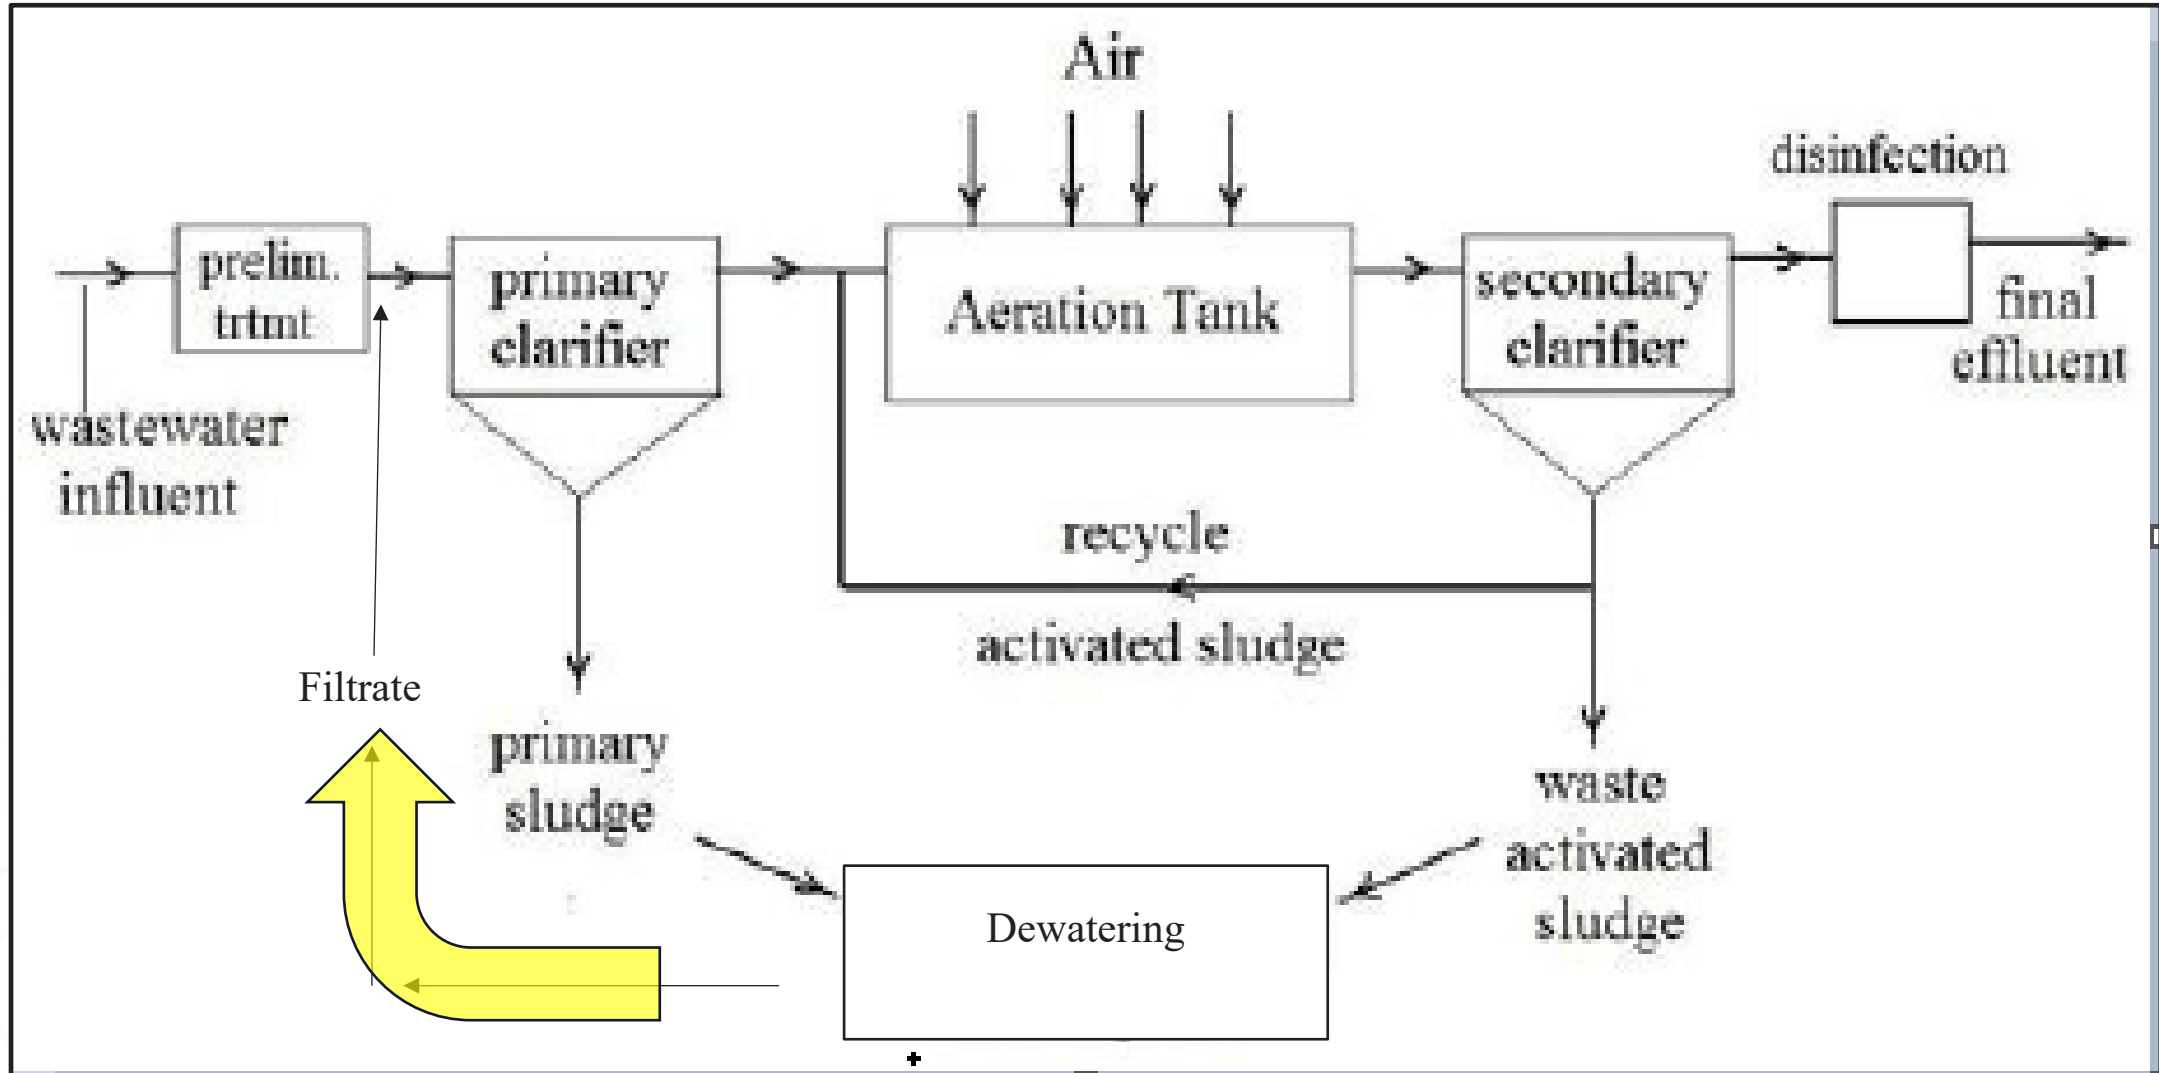 Air
disinfection
prelim.
trtmt
primary
clarifier
Aeration Tank
secondary
clarifier
final
effluent
wastewater
influent
recycle
activated sludge
Filtrate
primary
sludge
waste
activated
sludge
Dewatering